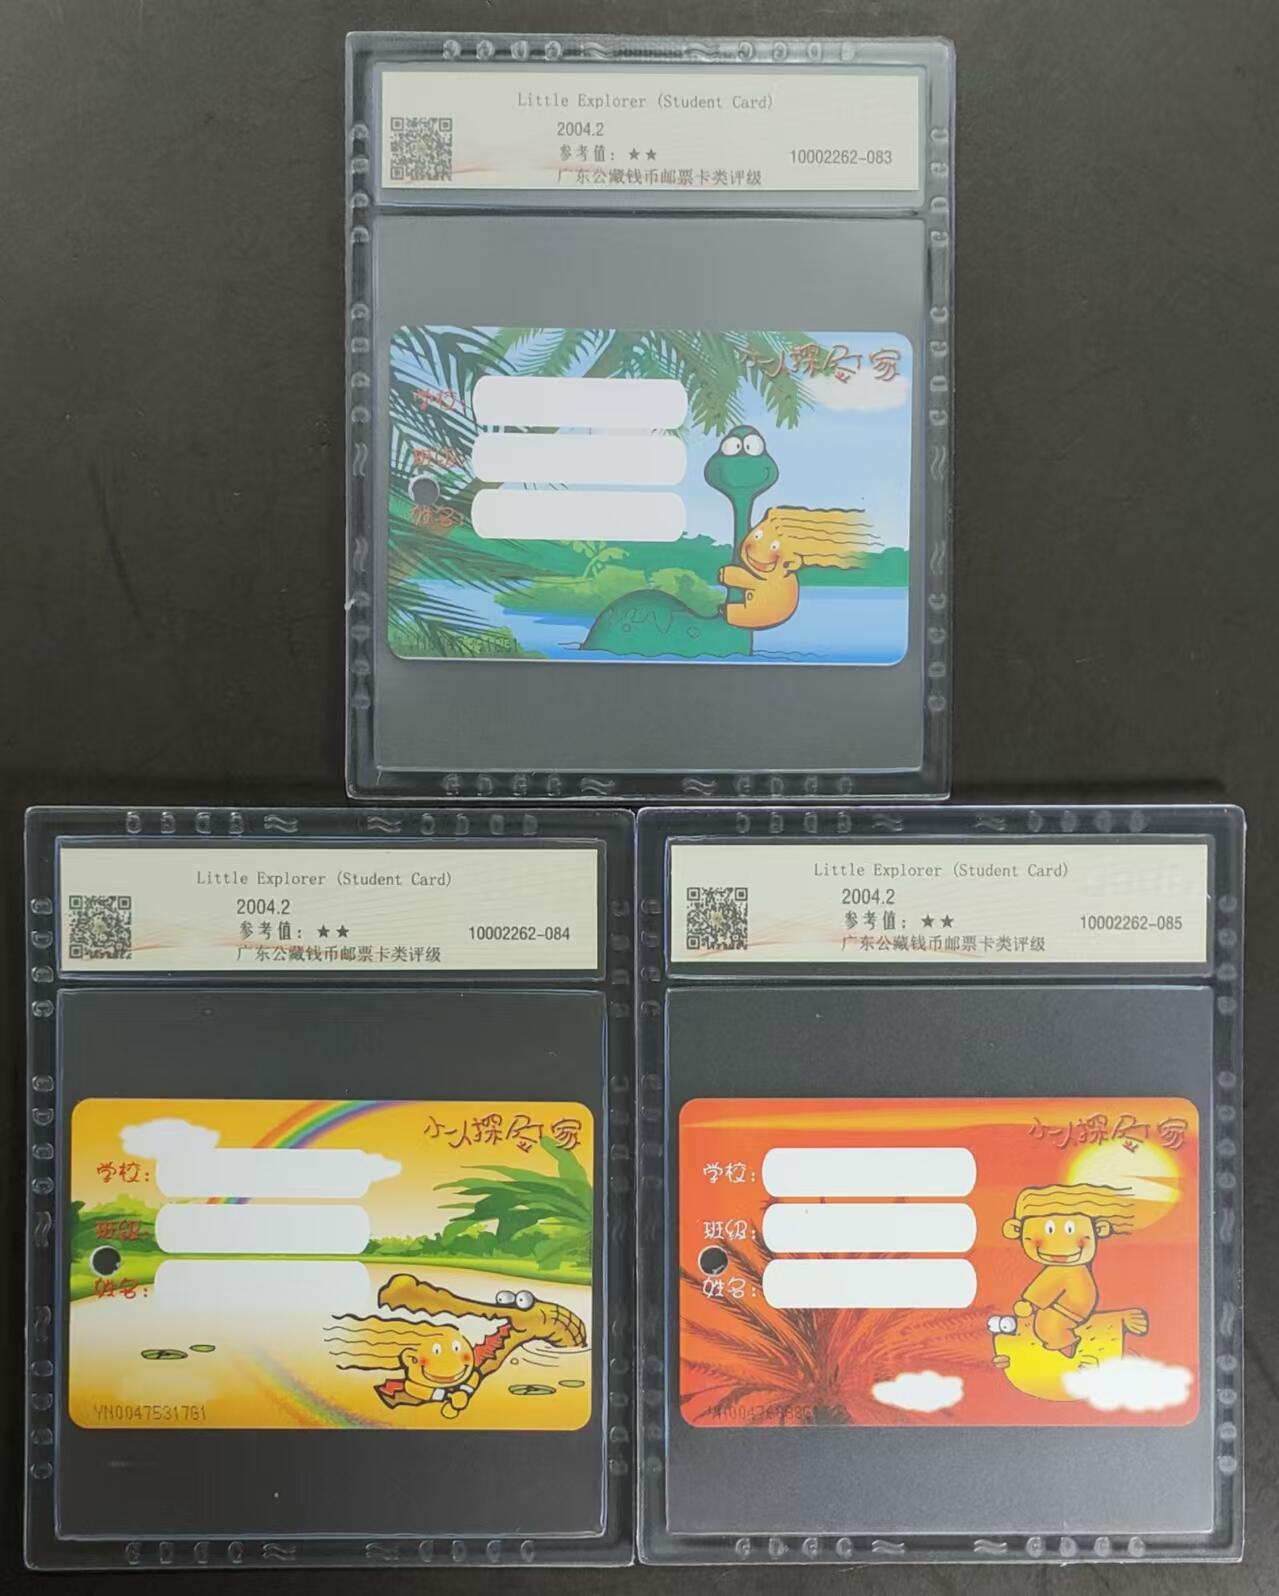 Little Explorer (Student Card)
2004.2
参考值：★★
10002262-083
广东公藏钱币邮票卡类评级
小人探险家
学校：
班级：
姓名：
Little Explorer (Student Card)
2004.2
参考值：★★
10002262-084
广东公藏钱币邮票卡类评级
小人探险家
学校：
班级：
姓名：
YN00475317G1
Little Explorer (Student Card)
2004.2
参考值：★★
10002262-085
广东公藏钱币邮票卡类评级
小人探险家
学校：
班级：
姓名：